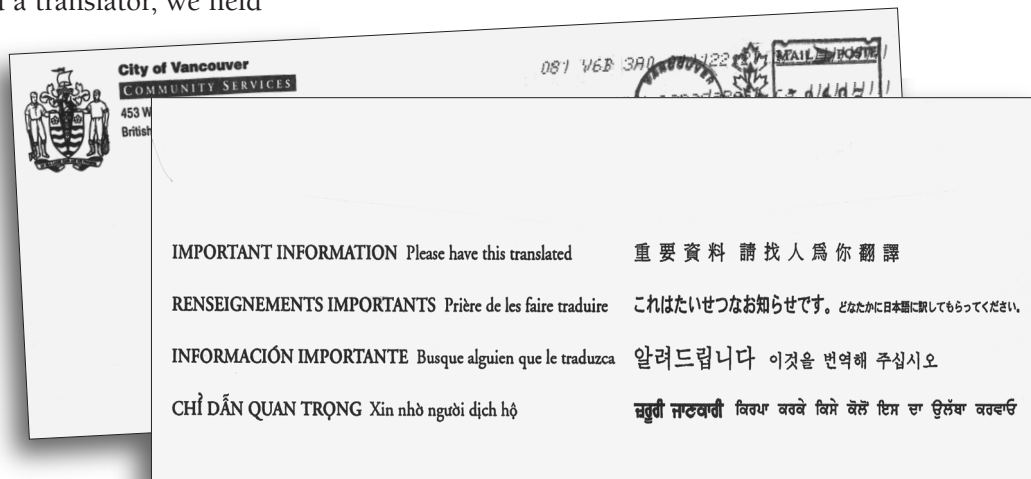 a translator, we held
City of Vancouver
COMMUNITY SERVICES
453 W
British
081 V6B 3A0
VANCOUVER
MAIL POSTE
IMPORTANT INFORMATION Please have this translated
重要資料 請找人為你翻譯
RENSEIGNEMENTS IMPORTANTS Prière de les faire traduire
これはたいせつなお知らせです。どなたかに日本語に訳してもらってください。
INFORMACIÓN IMPORTANTE Busque alguien que le traduzca
알려드립니다 이것을 번역해 주십시오
CHỈ DẪN QUAN TRỌNG Xin nhờ người dịch hộ
ਜ਼ਰੂਰੀ ਜਾਣਕਾਰੀ ਕਿਰਪਾ ਕਰਕੇ ਕਿਸੇ ਕੋਲੋਂ ਇਸ ਦਾ ਉਲੱਥਾ ਕਰਵਾਓ